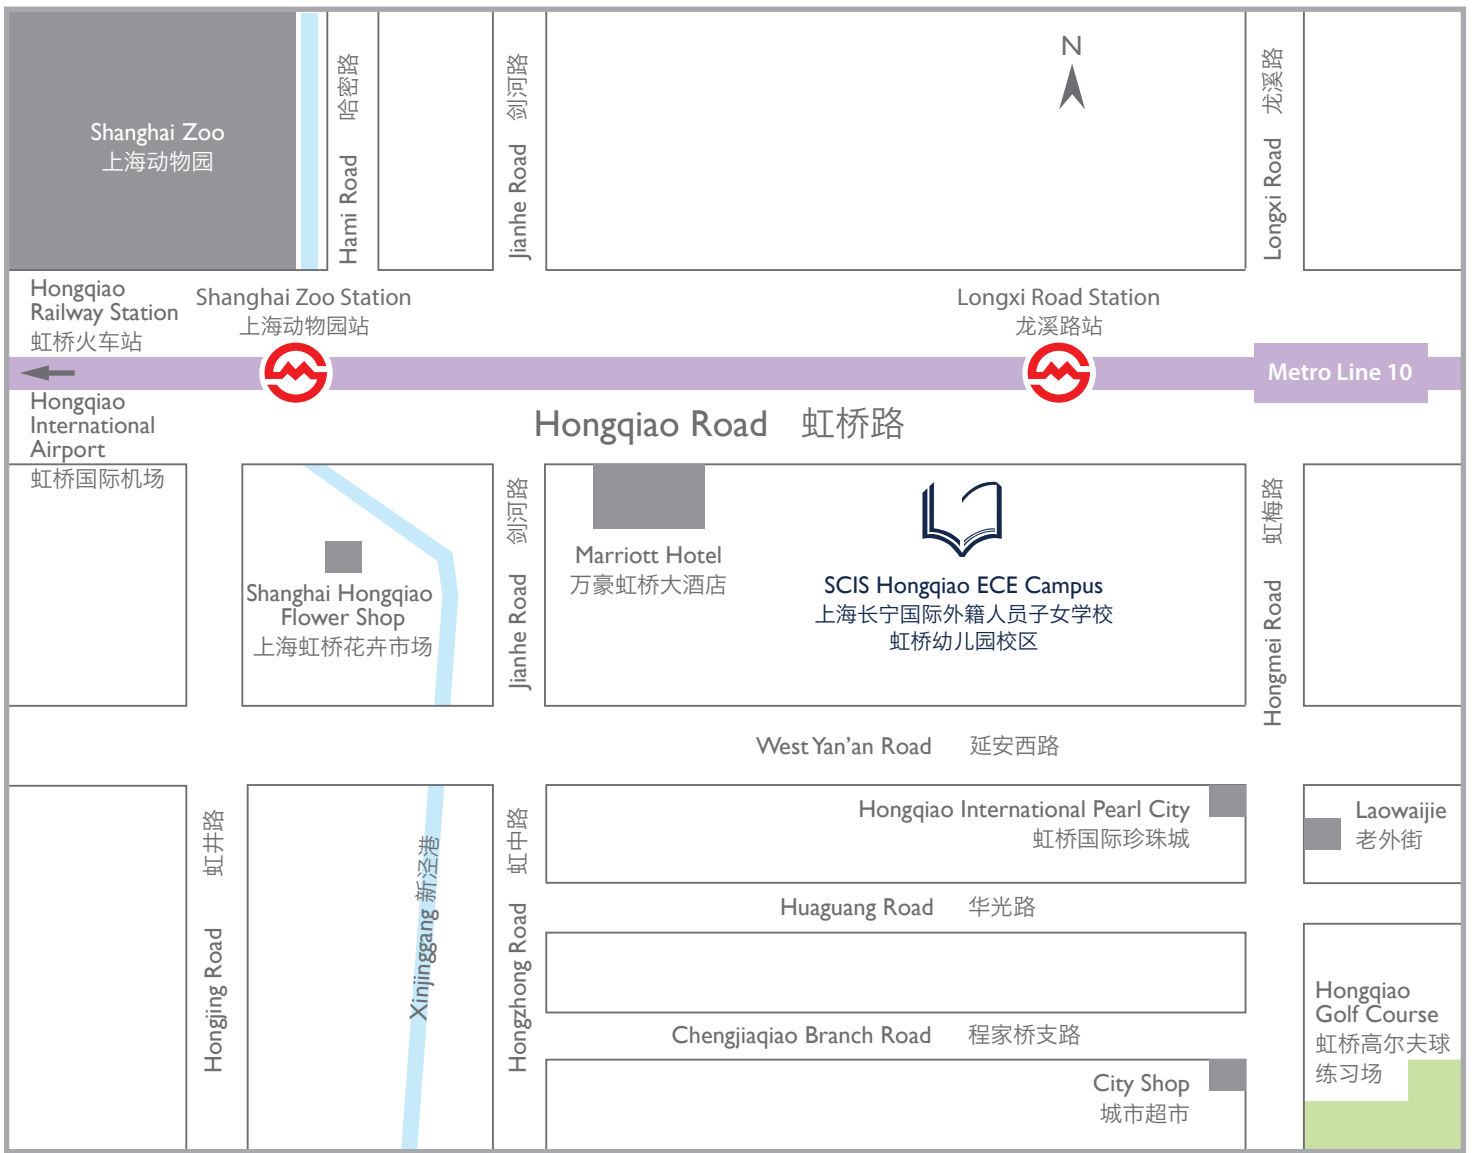 N
哈密路
Hami Road
剑河路
Jianhe Road
龙溪路
Longxi Road
Shanghai Zoo
上海动物园
Hongqiao
Railway Station
虹桥火车站
Shanghai Zoo Station
上海动物园站
Longxi Road Station
龙溪路站
Metro Line 10
Hongqiao
International
Airport
虹桥国际机场
Hongqiao Road 虹桥路
剑河路
Jianhe Road
虹梅路
Hongmei Road
Marriott Hotel
万豪虹桥大酒店
SCIS Hongqiao ECE Campus
上海长宁国际外籍人员子女学校
虹桥幼儿园校区
Shanghai Hongqiao
Flower Shop
上海虹桥花卉市场
West Yan'an Road 延安西路
虹井路
Hongjing Road
Xinjinggang 新泾港
虹中路
Hongzhong Road
Hongqiao International Pearl City
虹桥国际珍珠城
Laowaijie
老外街
Huaguang Road 华光路
Hongqiao
Golf Course
虹桥高尔夫球
练习场
Chengjiaqiao Branch Road 程家桥支路
City Shop
城市超市